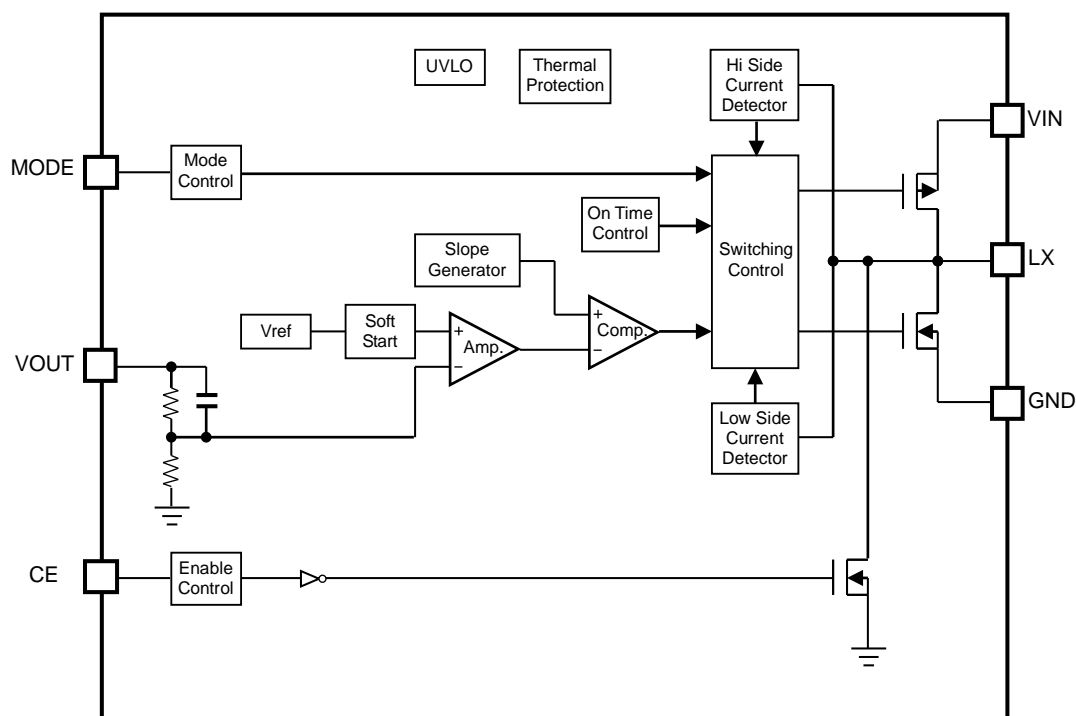 UVLO
Thermal
Protection
Hi Side
Current
Detector
VIN
MODE
Mode
Control
On Time
Control
Switching
Control
LX
Slope
Generator
Vref
Soft
Start
+
Amp.
−
+
Comp.
−
VOUT
GND
Low Side
Current
Detector
CE
Enable
Control